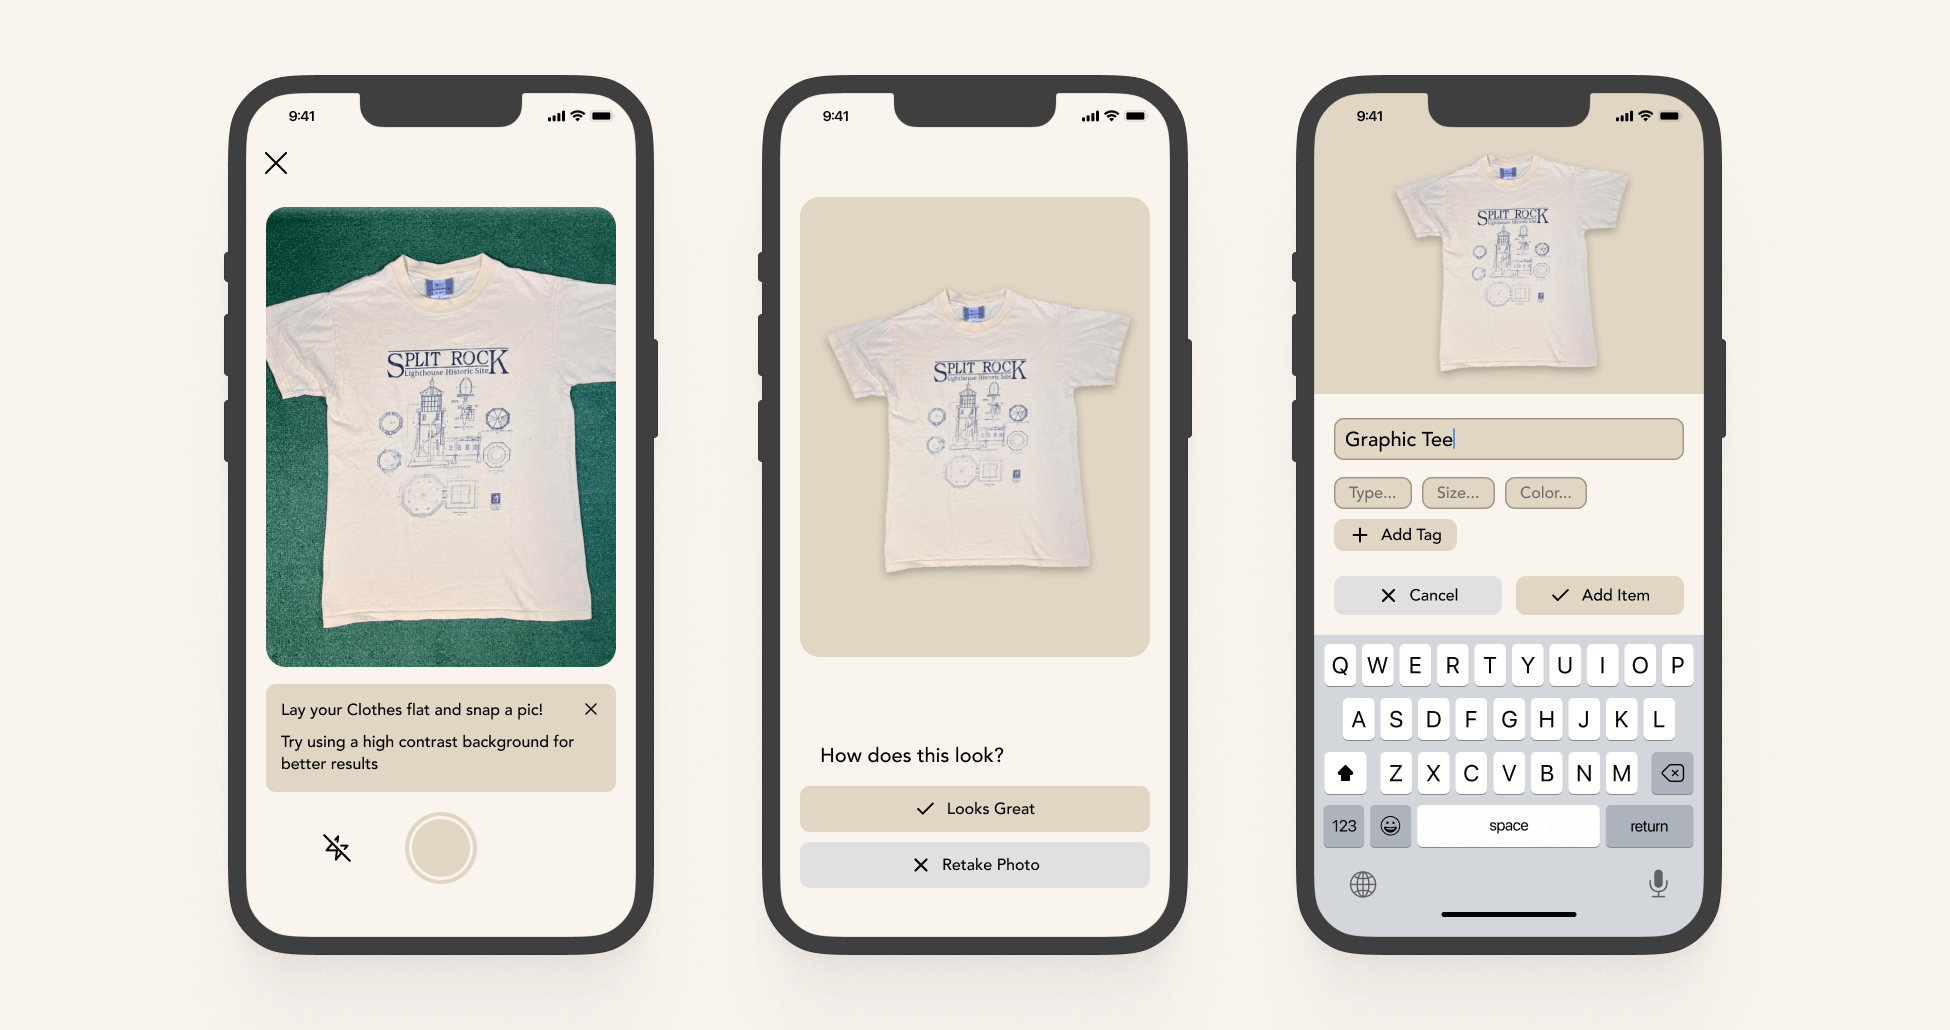 9:41
SPLIT ROCK
Lighthouse Historic Site
Lay your Clothes flat and snap a pic!
Try using a high contrast background for
better results
9:41
SPLIT ROCK
Lighthouse Historic Site
How does this look?
Looks Great
Retake Photo
9:41
SPLIT ROCK
Lighthouse Historic Site
Graphic Tee
Type... Size... Color...
Add Tag
Cancel Add Item
Q W E R T Y U I O P
A S D F G H J K L
Z X C V B N M
123 space return